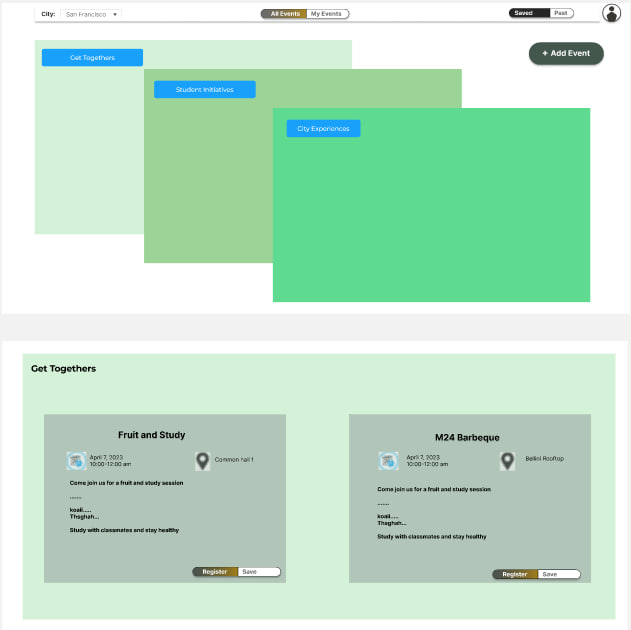 City: San Francisco
All Events My Events
Saved Past
+ Add Event
Get Togethers
Student Initiatives
City Experiences
Get Togethers
Fruit and Study
April 7, 2023
10:00-12:00 am
Common hall 1
Come join us for a fruit and study session
.......
koaii.....
Thsghah...
Study with classmates and stay healthy
Register Save
M24 Barbeque
April 7, 2023
10:00-12:00 am
Bellini Rooftop
Come join us for a fruit and study session
.......
koaii.....
Thsghah...
Study with classmates and stay healthy
Register Save